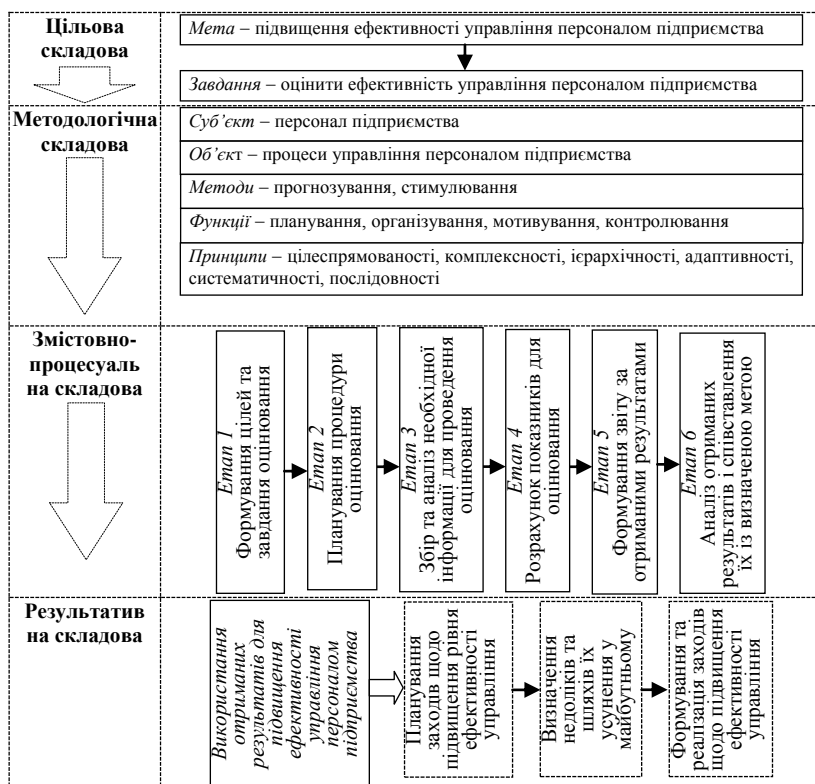 Цільова
складова
Мета – підвищення ефективності управління персоналом підприємства
Завдання – оцінити ефективність управління персоналом підприємства
Методологічна
складова
Суб’єкт – персонал підприємства
Об’єкт – процеси управління персоналом підприємства
Методи – прогнозування, стимулювання
Функції – планування, організування, мотивування, контролювання
Принципи – цілеспрямованості, комплексності, ієрархічності, адаптивності,
систематичності, послідовності
Змістовно-
процесуаль
на складова
Етап 1
Формування цілей та
завдання оцінювання
Етап 2
Планування процедури
оцінювання
Етап 3
Збір та аналіз необхідної
інформації для проведення
оцінювання
Етап 4
Розрахунок показників для
оцінювання
Етап 5
Формування звіту за
отриманими результатами
Етап 6
Аналіз отриманих
результатів і співставлення
їх із визначеною метою
Результатив
на складова
Використання
отриманих
результатів для
підвищення
ефективності
управління
персоналом
підприємства
Планування
заходів щодо
підвищення рівня
ефективності
управління
Визначення
недоліків та
шляхів їх
усунення у
майбутньому
Формування та
реалізація заходів
щодо підвищення
ефективності
управління